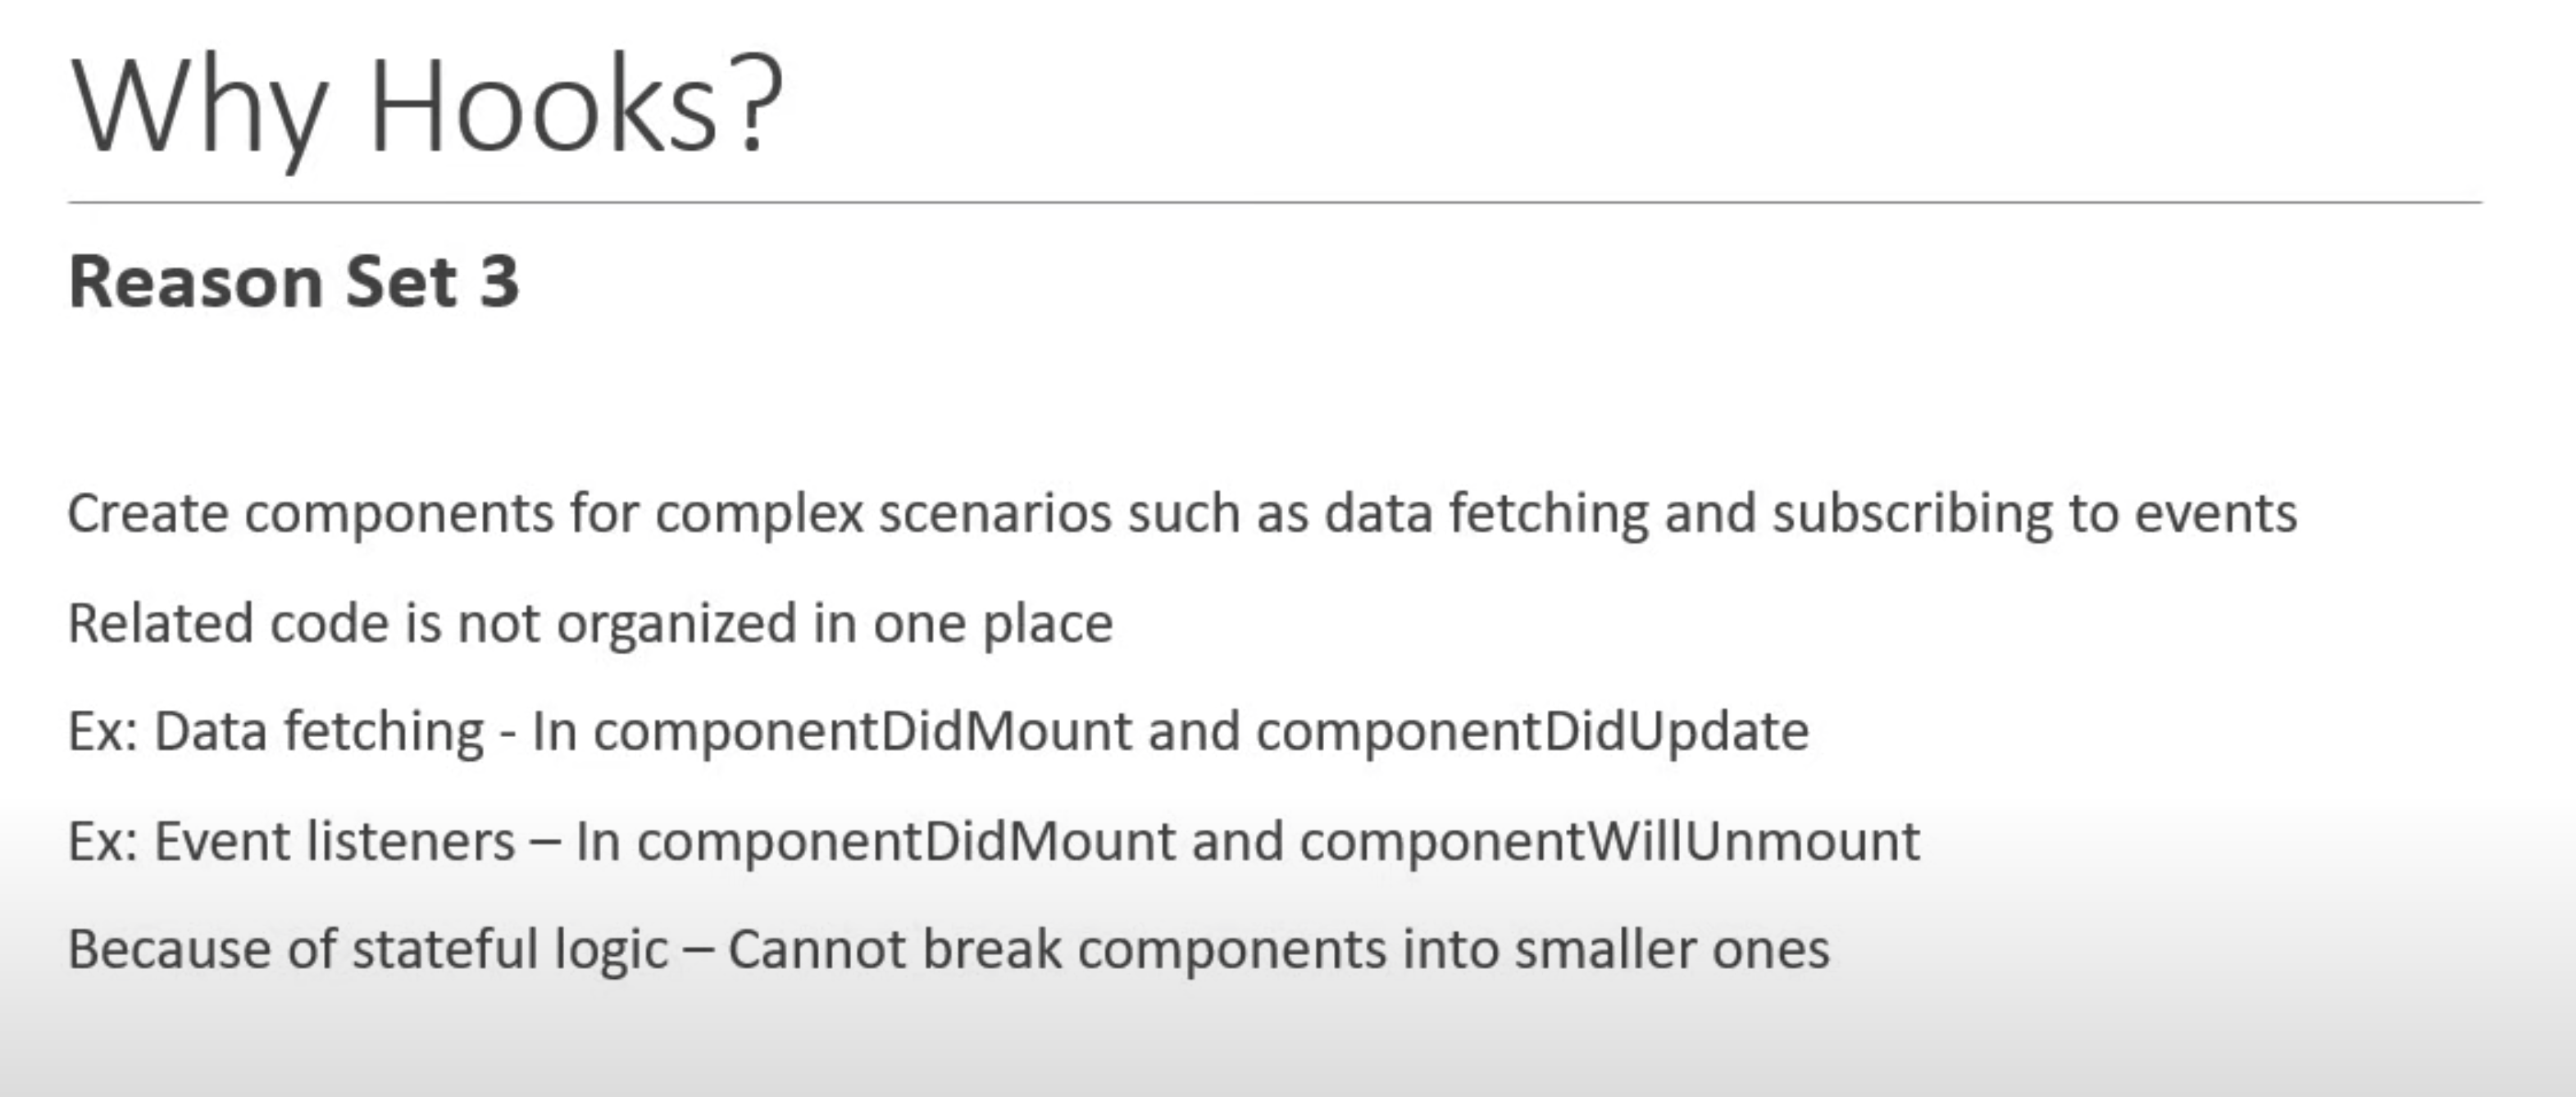 Why Hooks?
Reason Set 3
Create components for complex scenarios such as data fetching and subscribing to events
Related code is not organized in one place
Ex: Data fetching - In componentDidMount and componentDidUpdate
Ex: Event listeners – In componentDidMount and componentWillUnmount
Because of stateful logic – Cannot break components into smaller ones